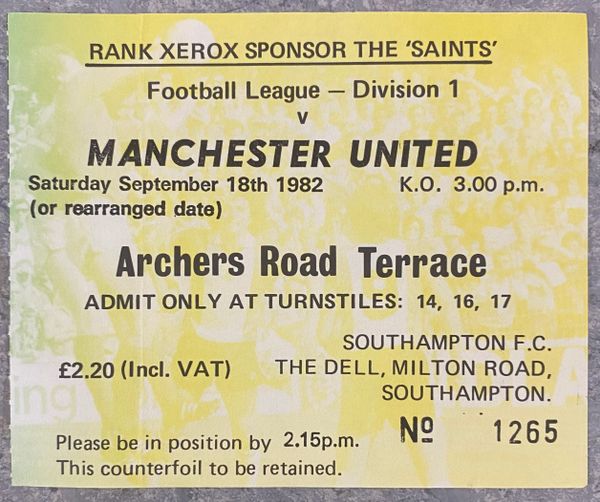 RANK XEROX SPONSOR THE 'SAINTS'
Football League — Division 1
v
MANCHESTER UNITED
Saturday September 18th 1982 K.O. 3.00 p.m.
(or rearranged date)
Archers Road Terrace
ADMIT ONLY AT TURNSTILES: 14, 16, 17
SOUTHAMPTON F.C.
£2.20 (Incl. VAT) THE DELL, MILTON ROAD,
SOUTHAMPTON.
ing
Nº 1265
Please be in position by 2.15p.m.
This counterfoil to be retained.